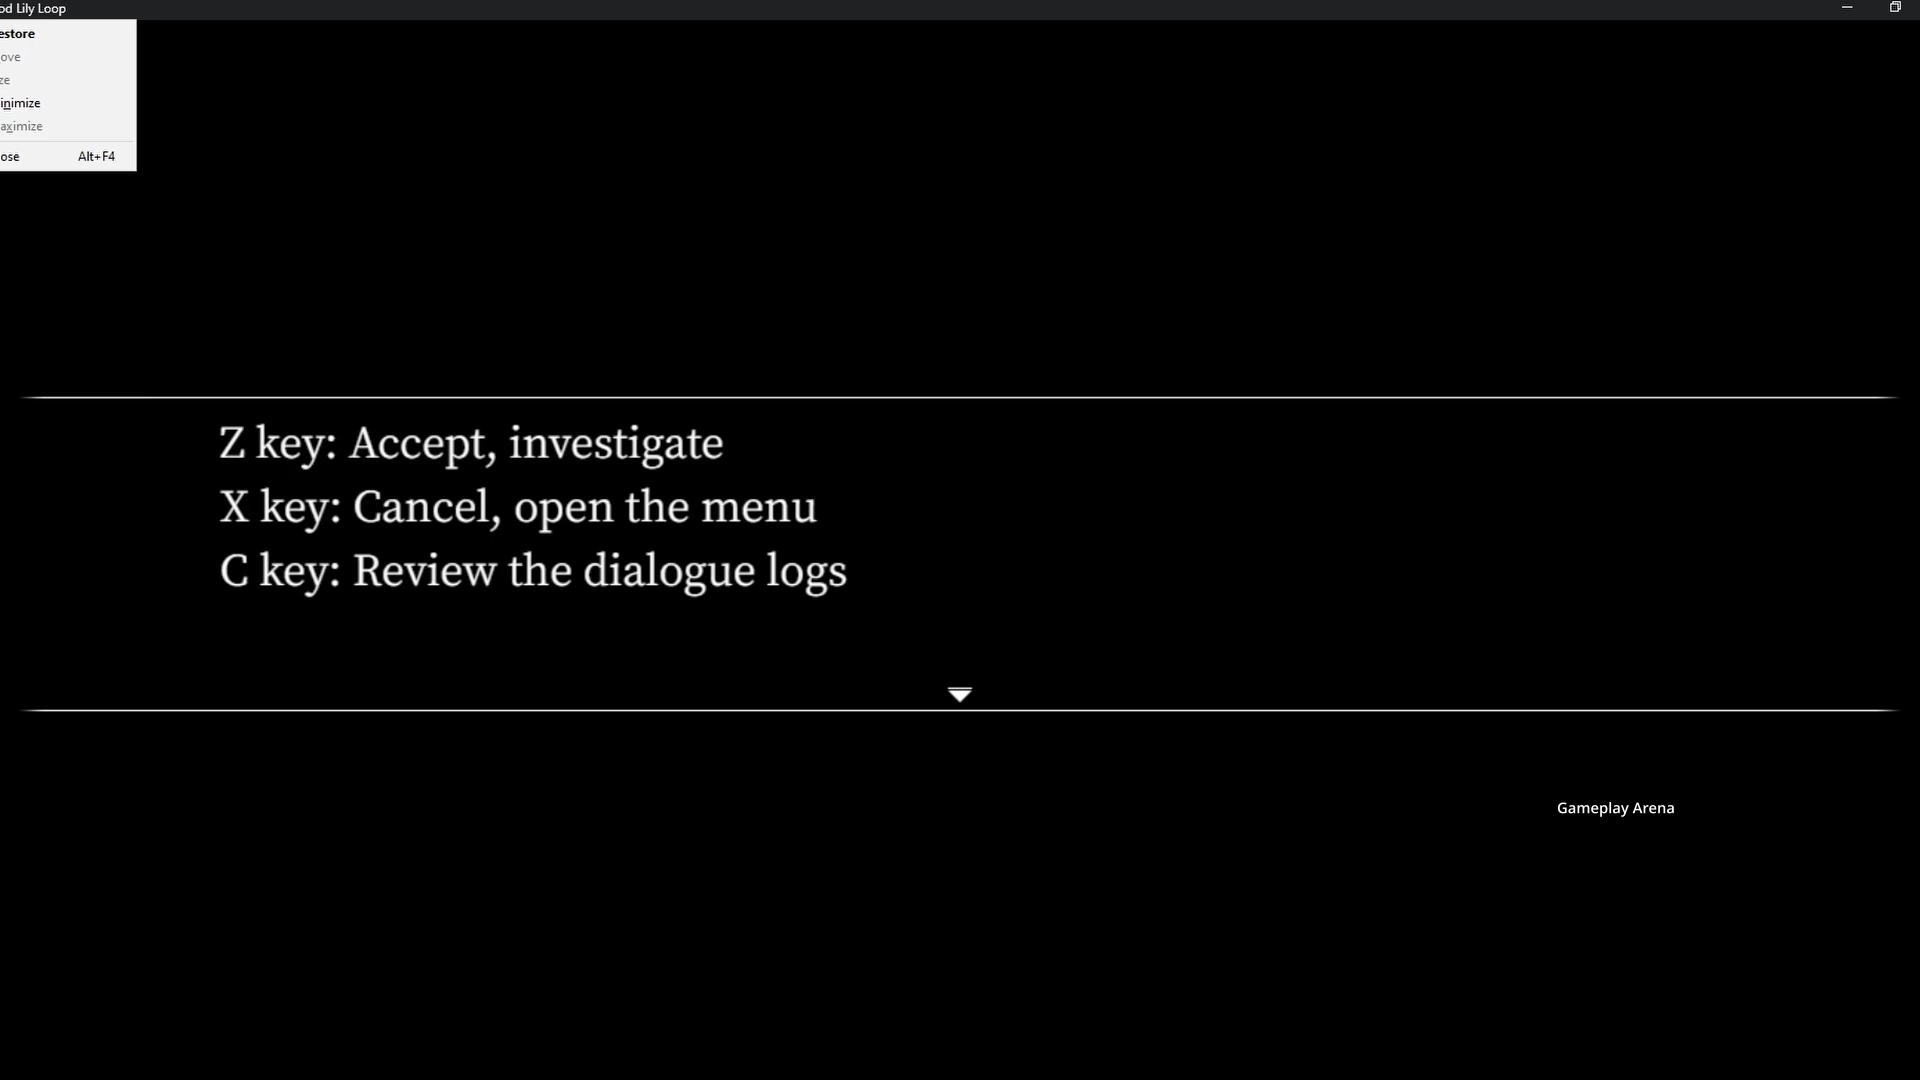 od Lily Loop
estore
ove
ze
inimize
aximize
ose Alt+F4
Z key: Accept, investigate
X key: Cancel, open the menu
C key: Review the dialogue logs
Gameplay Arena